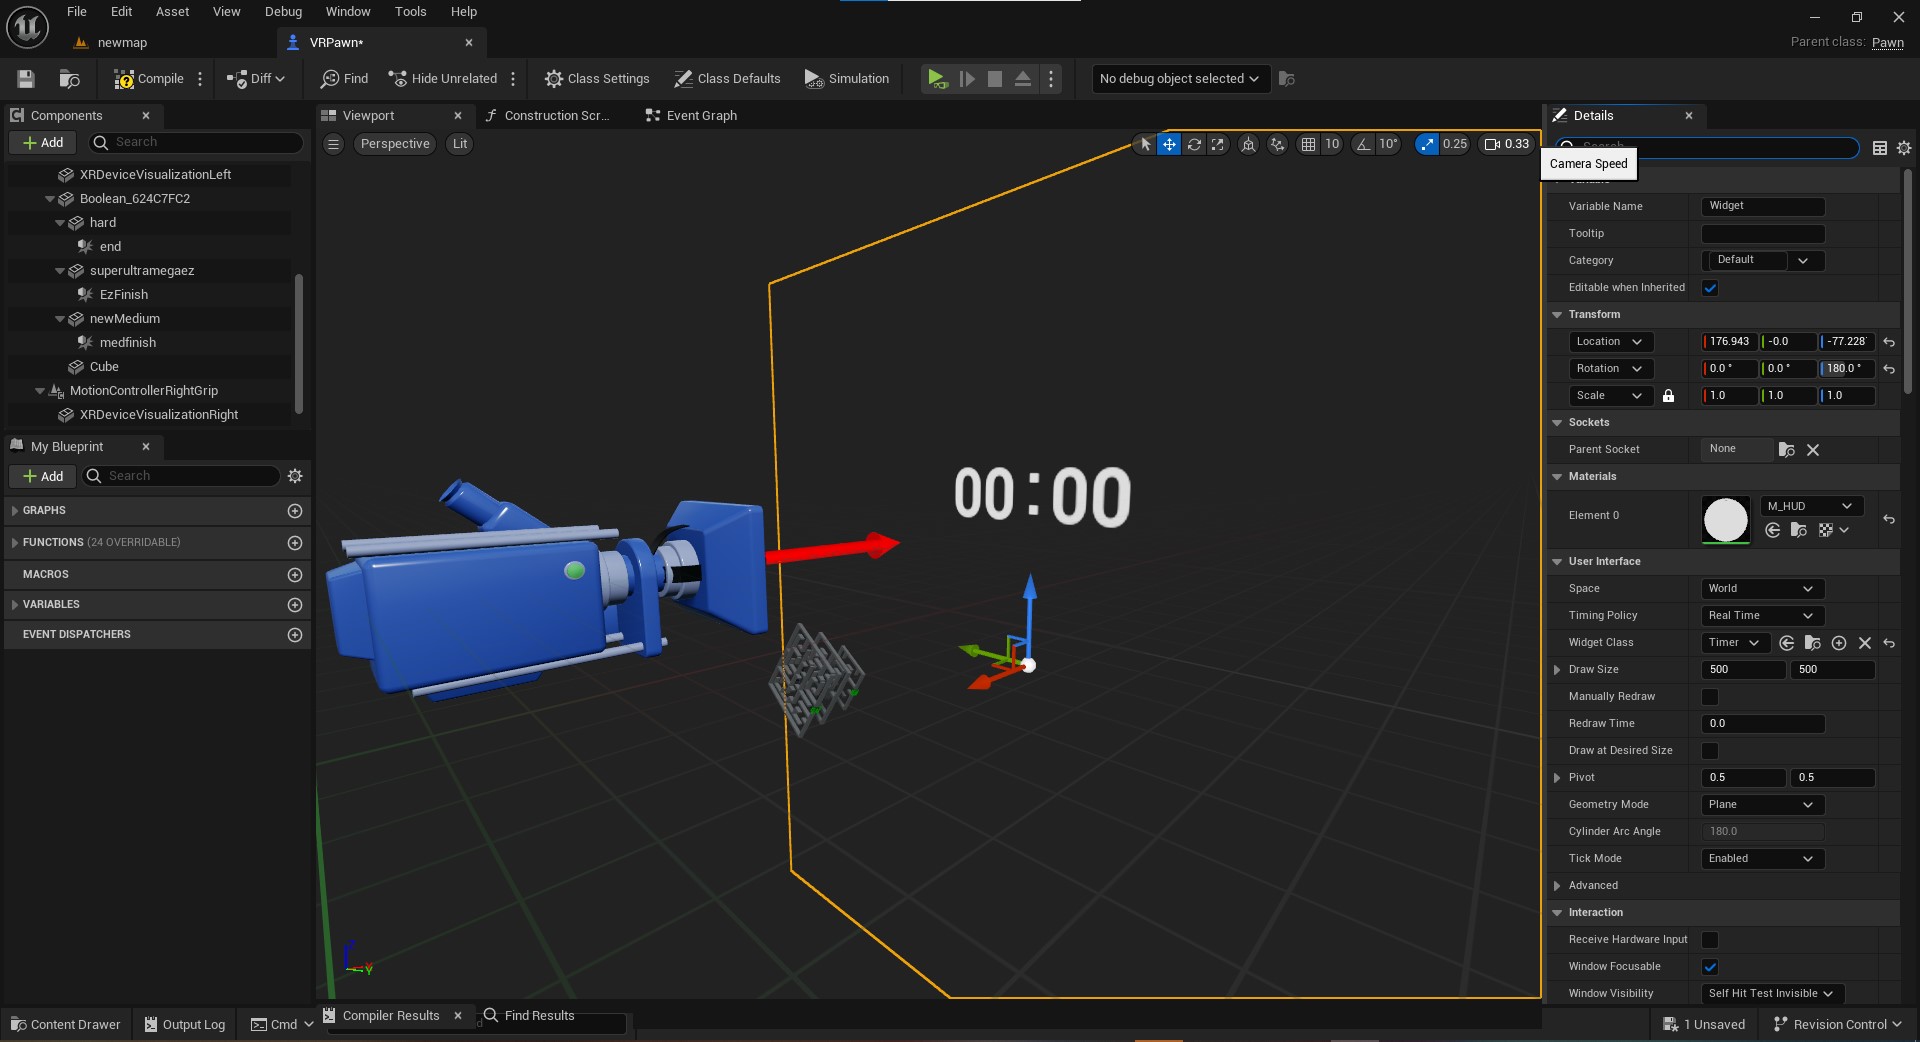 File Edit Asset View Debug Window Tools Help
newmap
VRPawn*
Parent class: Pawn
Compile
Diff
Find
Hide Unrelated
Class Settings
Class Defaults
Simulation
No debug object selected
Components
Add
Search
XRDeviceVisualizationLeft
Boolean_624C7FC2
hard
end
superultramegaez
EzFinish
newMedium
medfinish
Cube
MotionControllerRightGrip
XRDeviceVisualizationRight
My Blueprint
Add
Search
GRAPHS
FUNCTIONS (24 OVERRIDABLE)
MACROS
VARIABLES
EVENT DISPATCHERS
Viewport
Construction Scr...
Event Graph
Perspective
Lit
10
10°
0.25
0.33
00:00
Details
Camera Speed
Variable Name Widget
Tooltip
Category Default
Editable when Inherited
Transform
Location 176.943 -0.0 -77.228
Rotation 0.0 ° 0.0 ° 180.0 °
Scale 1.0 1.0 1.0
Sockets
Parent Socket None
Materials
Element 0 M_HUD
User Interface
Space World
Timing Policy Real Time
Widget Class Timer
Draw Size 500 500
Manually Redraw
Redraw Time 0.0
Draw at Desired Size
Pivot 0.5 0.5
Geometry Mode Plane
Cylinder Arc Angle 180.0
Tick Mode Enabled
Advanced
Interaction
Receive Hardware Input
Window Focusable
Window Visibility Self Hit Test Invisible
Content Drawer
Output Log
Cmd
Compiler Results
Find Results
1 Unsaved
Revision Control